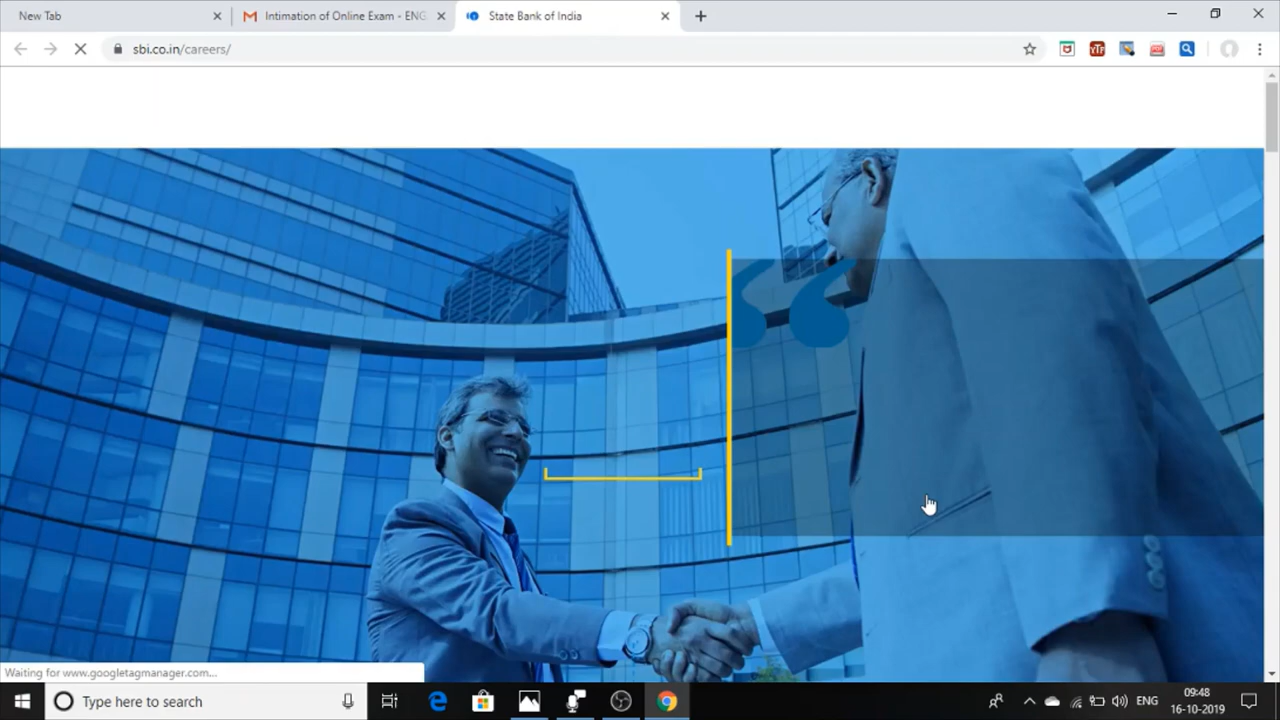 New Tab
Intimation of Online Exam - ENG
State Bank of India
sbi.co.in/careers/
YTF
Waiting for www.googletagmanager.com...
Type here to search
ENG
09:48
16-10-2019